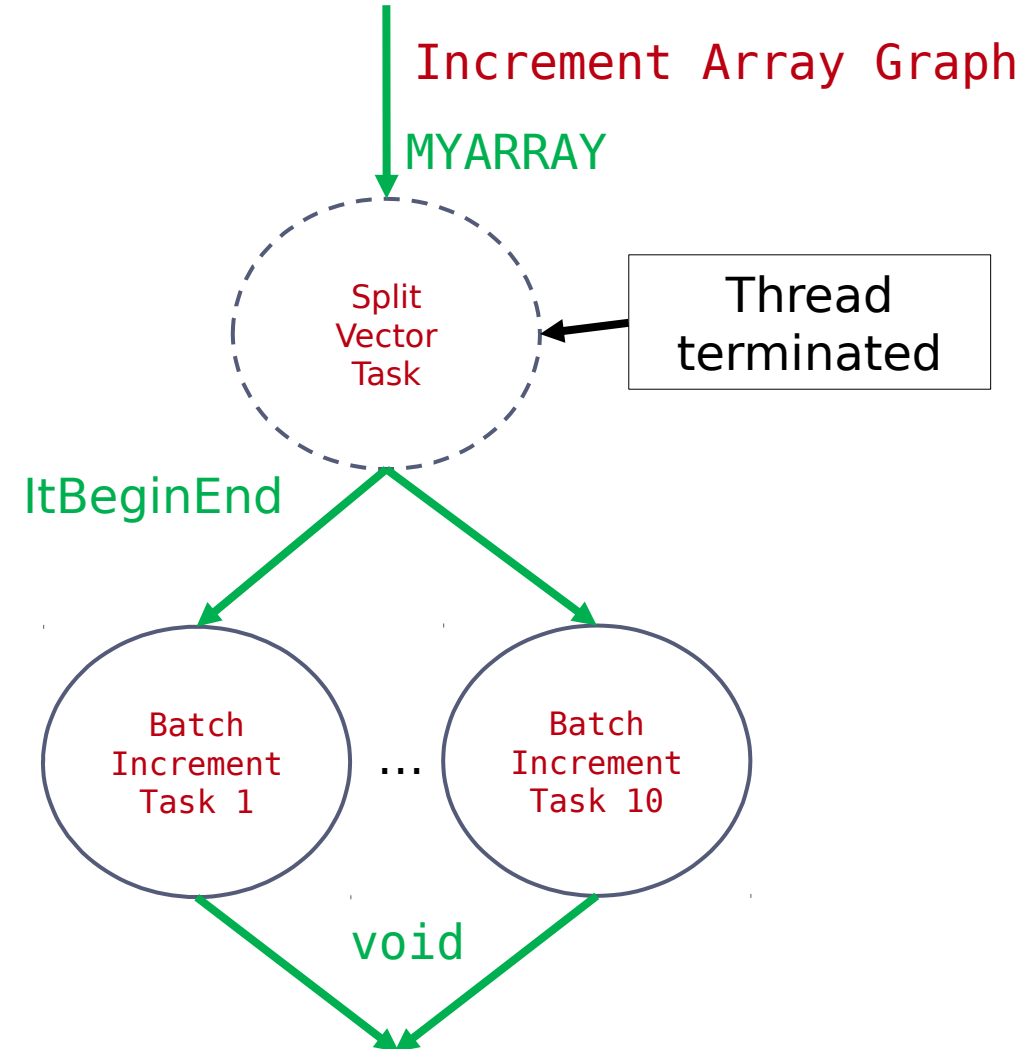 Increment Array Graph
MYARRAY
Split
Vector
Task
Thread
terminated
ItBeginEnd
Batch
Increment
Task 1
...
Batch
Increment
Task 10
void